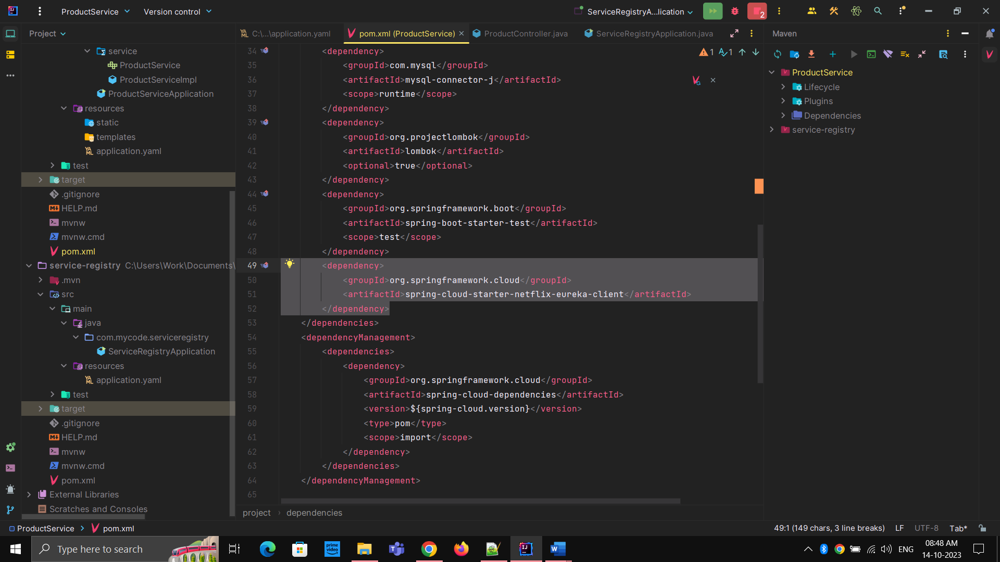 ProductService
Version control
ServiceRegistryA...lication
2
Project
C:\...\application.yaml
pom.xml (ProductService)
ProductController.java
ServiceRegistryApplication.java
Maven
service
ProductService
ProductServiceImpl
ProductServiceApplication
resources
static
templates
application.yaml
test
target
.gitignore
HELP.md
mvnw
mvnw.cmd
pom.xml
service-registry C:\Users\Work\Documents\
.mvn
src
main
java
com.mycode.serviceregistry
ServiceRegistryApplication
resources
application.yaml
test
target
.gitignore
HELP.md
mvnw
mvnw.cmd
pom.xml
External Libraries
Scratches and Consoles
1 1
34 <dependency>
35 <groupId>com.mysql</groupId>
36 <artifactId>mysql-connector-j</artifactId>
37 <scope>runtime</scope>
38 </dependency>
39 <dependency>
40 <groupId>org.projectlombok</groupId>
41 <artifactId>lombok</artifactId>
42 <optional>true</optional>
43 </dependency>
44 <dependency>
45 <groupId>org.springframework.boot</groupId>
46 <artifactId>spring-boot-starter-test</artifactId>
47 <scope>test</scope>
48 </dependency>
49 <dependency>
50 <groupId>org.springframework.cloud</groupId>
51 <artifactId>spring-cloud-starter-netflix-eureka-client</artifactId>
52 </dependency>
53 </dependencies>
54 <dependencyManagement>
55 <dependencies>
56 <dependency>
57 <groupId>org.springframework.cloud</groupId>
58 <artifactId>spring-cloud-dependencies</artifactId>
59 <version>${spring-cloud.version}</version>
60 <type>pom</type>
61 <scope>import</scope>
62 </dependency>
63 </dependencies>
64 </dependencyManagement>
65
project › dependencies
ProductService
Lifecycle
Plugins
Dependencies
service-registry
ProductService > pom.xml
49:1 (149 chars, 3 line breaks) LF UTF-8 Tab*
Type here to search
prime video
ENG
08:48 AM
14-10-2023